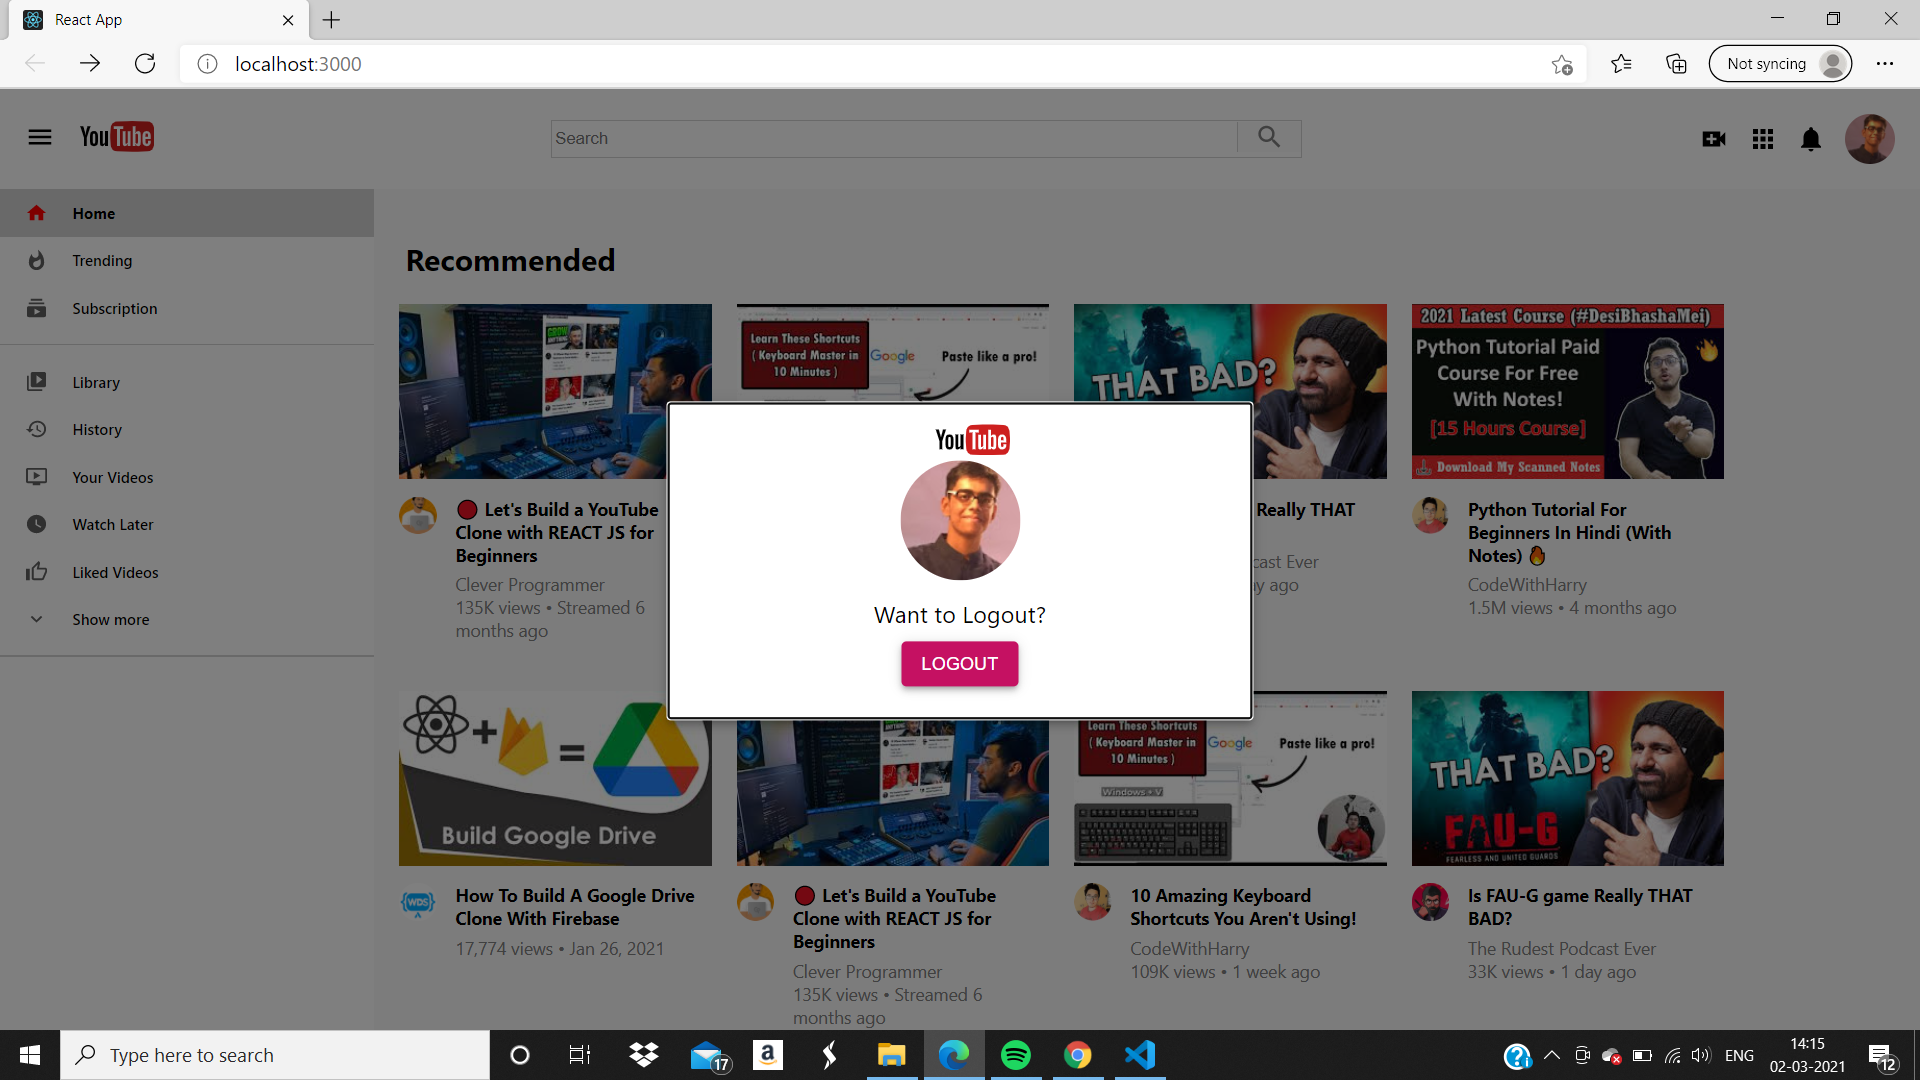 React App
localhost:3000
Not syncing
YouTube
Search
Home
Trending
Subscription
Library
History
Your Videos
Watch Later
Liked Videos
Show more
Recommended
Learn These Shortcuts
( Keyboard Master in
10 Minutes )
Google
Paste like a pro!
THAT BAD?
2021 Latest Course (#DesiBhashaMei)
Python Tutorial Paid
Course For Free
With Notes!
[15 Hours Course]
Download My Scanned Notes
🔴 Let's Build a YouTube
Clone with REACT JS for
Beginners
Clever Programmer
135K views • Streamed 6
months ago
Really THAT
cast Ever
ay ago
Python Tutorial For
Beginners In Hindi (With
Notes) 🔥
CodeWithHarry
1.5M views • 4 months ago
YouTube
Want to Logout?
LOGOUT
Build Google Drive
Learn These Shortcuts
( Keyboard Master in
10 Minutes )
Google
Paste like a pro!
Windows + V
THAT BAD?
FAU-G
FEARLESS AND UNITED GUARDS
WDS
How To Build A Google Drive
Clone With Firebase
17,774 views • Jan 26, 2021
🔴 Let's Build a YouTube
Clone with REACT JS for
Beginners
Clever Programmer
135K views • Streamed 6
months ago
10 Amazing Keyboard
Shortcuts You Aren't Using!
CodeWithHarry
109K views • 1 week ago
Is FAU-G game Really THAT
BAD?
The Rudest Podcast Ever
33K views • 1 day ago
Type here to search
17
ENG
14:15
02-03-2021
12